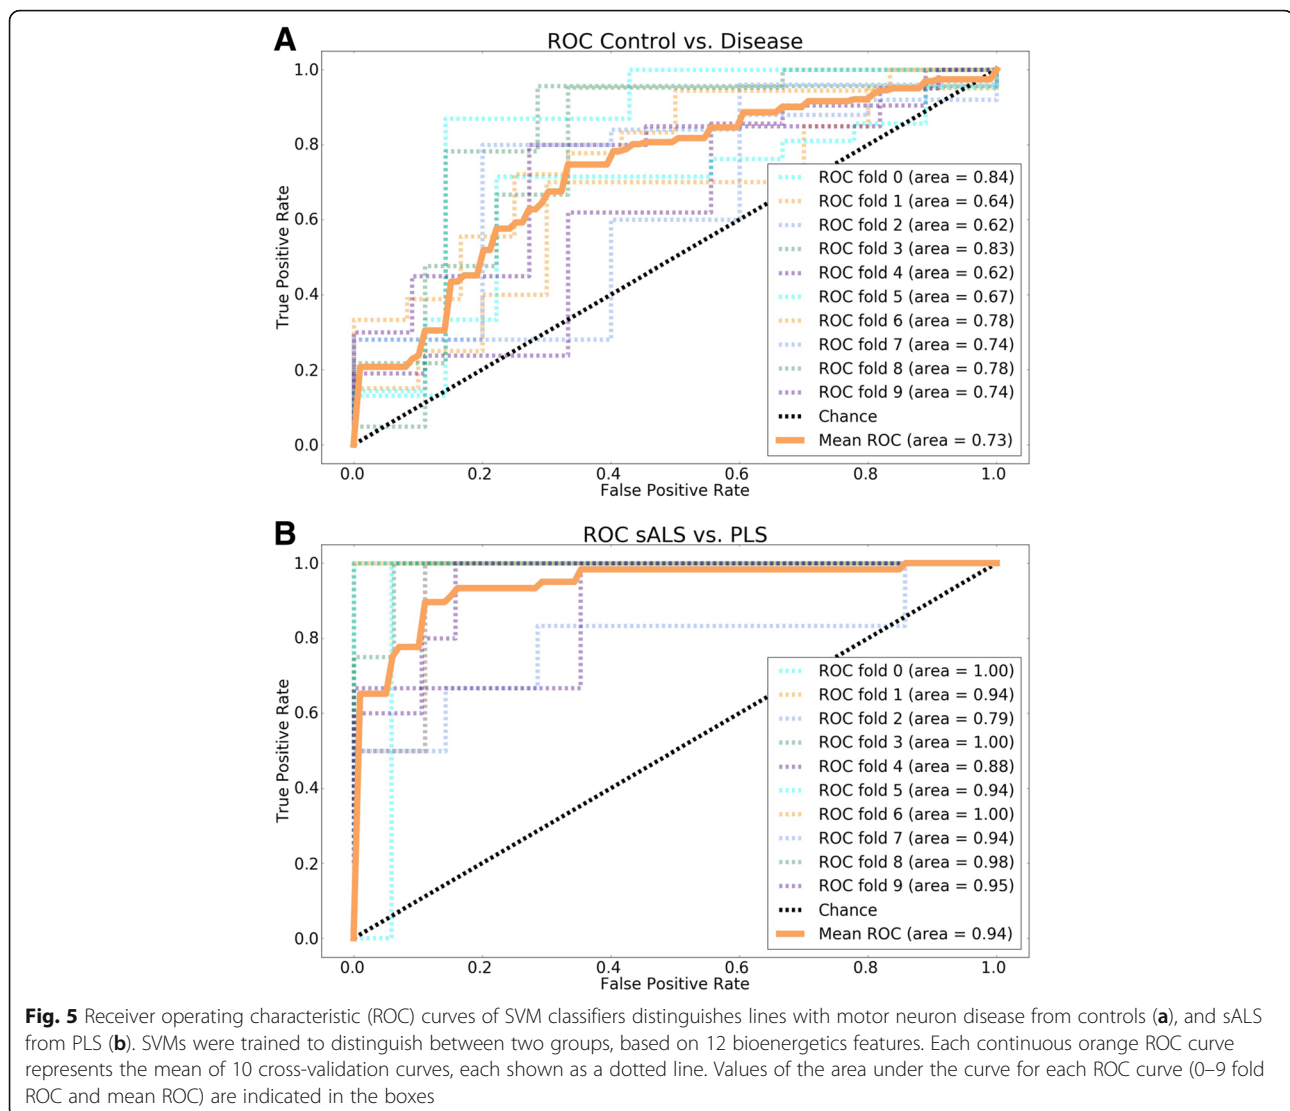 A
ROC Control vs. Disease
True Positive Rate
1.0
0.8
0.6
0.4
0.2
0.0
ROC fold 0 (area = 0.84)
ROC fold 1 (area = 0.64)
ROC fold 2 (area = 0.62)
ROC fold 3 (area = 0.83)
ROC fold 4 (area = 0.62)
ROC fold 5 (area = 0.67)
ROC fold 6 (area = 0.78)
ROC fold 7 (area = 0.74)
ROC fold 8 (area = 0.78)
ROC fold 9 (area = 0.74)
Chance
Mean ROC (area = 0.73)
0.0 0.2 0.4 0.6 0.8 1.0
False Positive Rate
B
ROC sALS vs. PLS
True Positive Rate
1.0
0.8
0.6
0.4
0.2
0.0
ROC fold 0 (area = 1.00)
ROC fold 1 (area = 0.94)
ROC fold 2 (area = 0.79)
ROC fold 3 (area = 1.00)
ROC fold 4 (area = 0.88)
ROC fold 5 (area = 0.94)
ROC fold 6 (area = 1.00)
ROC fold 7 (area = 0.94)
ROC fold 8 (area = 0.98)
ROC fold 9 (area = 0.95)
Chance
Mean ROC (area = 0.94)
0.0 0.2 0.4 0.6 0.8 1.0
False Positive Rate
Fig. 5 Receiver operating characteristic (ROC) curves of SVM classifiers distinguishes lines with motor neuron disease from controls (a), and sALS
from PLS (b). SVMs were trained to distinguish between two groups, based on 12 bioenergetics features. Each continuous orange ROC curve
represents the mean of 10 cross-validation curves, each shown as a dotted line. Values of the area under the curve for each ROC curve (0–9 fold
ROC and mean ROC) are indicated in the boxes